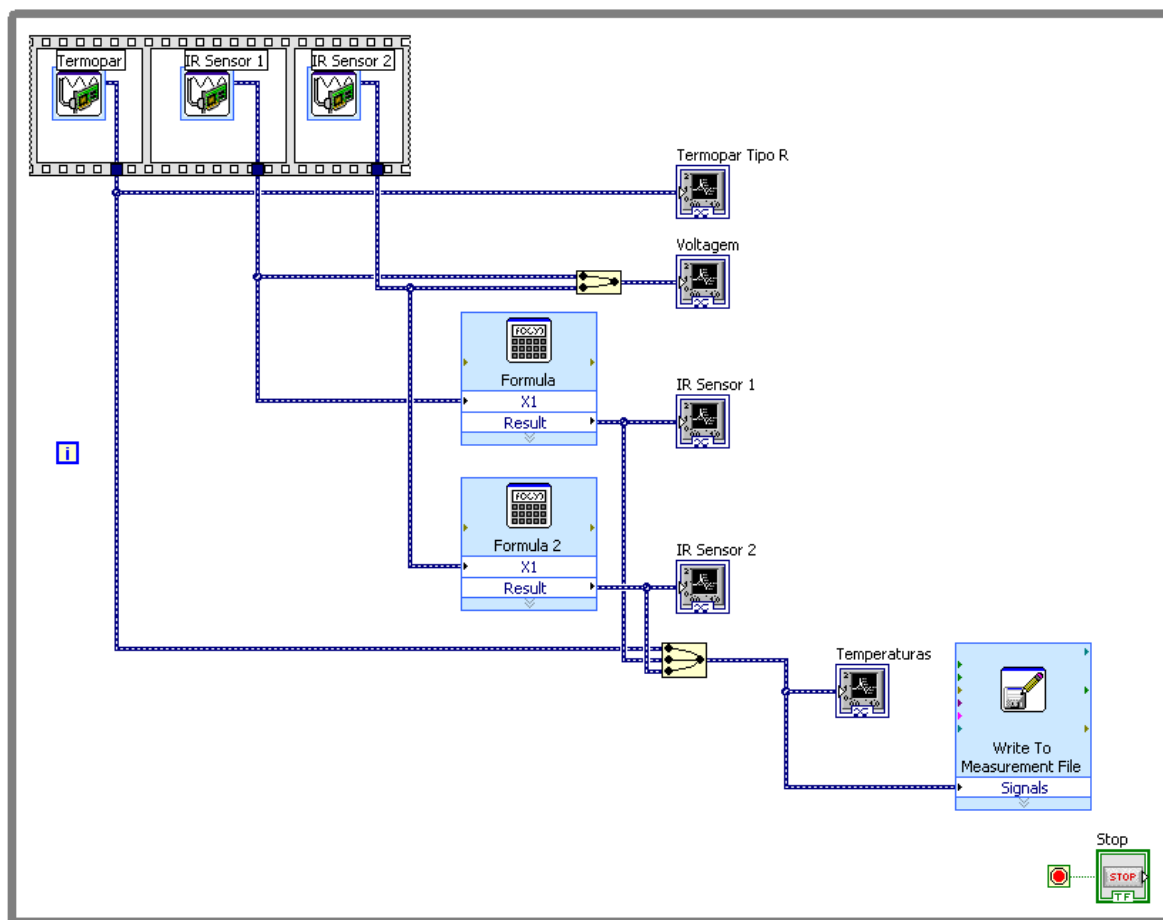 Termopar
IR Sensor 1
IR Sensor 2
Termopar Tipo R
Voltagem
Formula
X1
Result
IR Sensor 1
i
Formula 2
X1
Result
IR Sensor 2
Temperaturas
Write To
Measurement File
Signals
Stop
STOP
TF